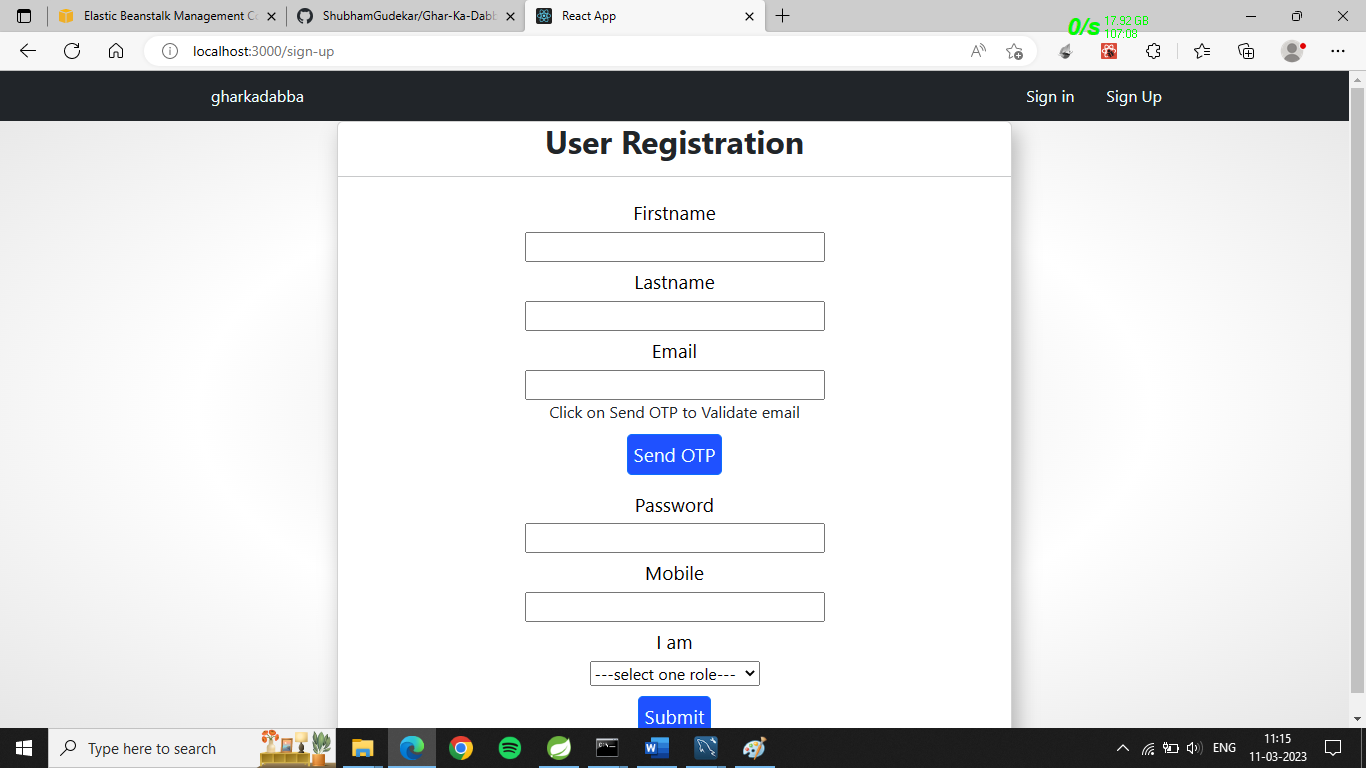 Elastic Beanstalk Management Co
ShubhamGudekar/Ghar-Ka-Dabb
React App
0/s 17.92 GB
107:08
localhost:3000/sign-up
gharkadabba
Sign in
Sign Up
User Registration
Firstname
Lastname
Email
Click on Send OTP to Validate email
Send OTP
Password
Mobile
I am
---select one role---
Submit
Type here to search
ENG
11:15
11-03-2023